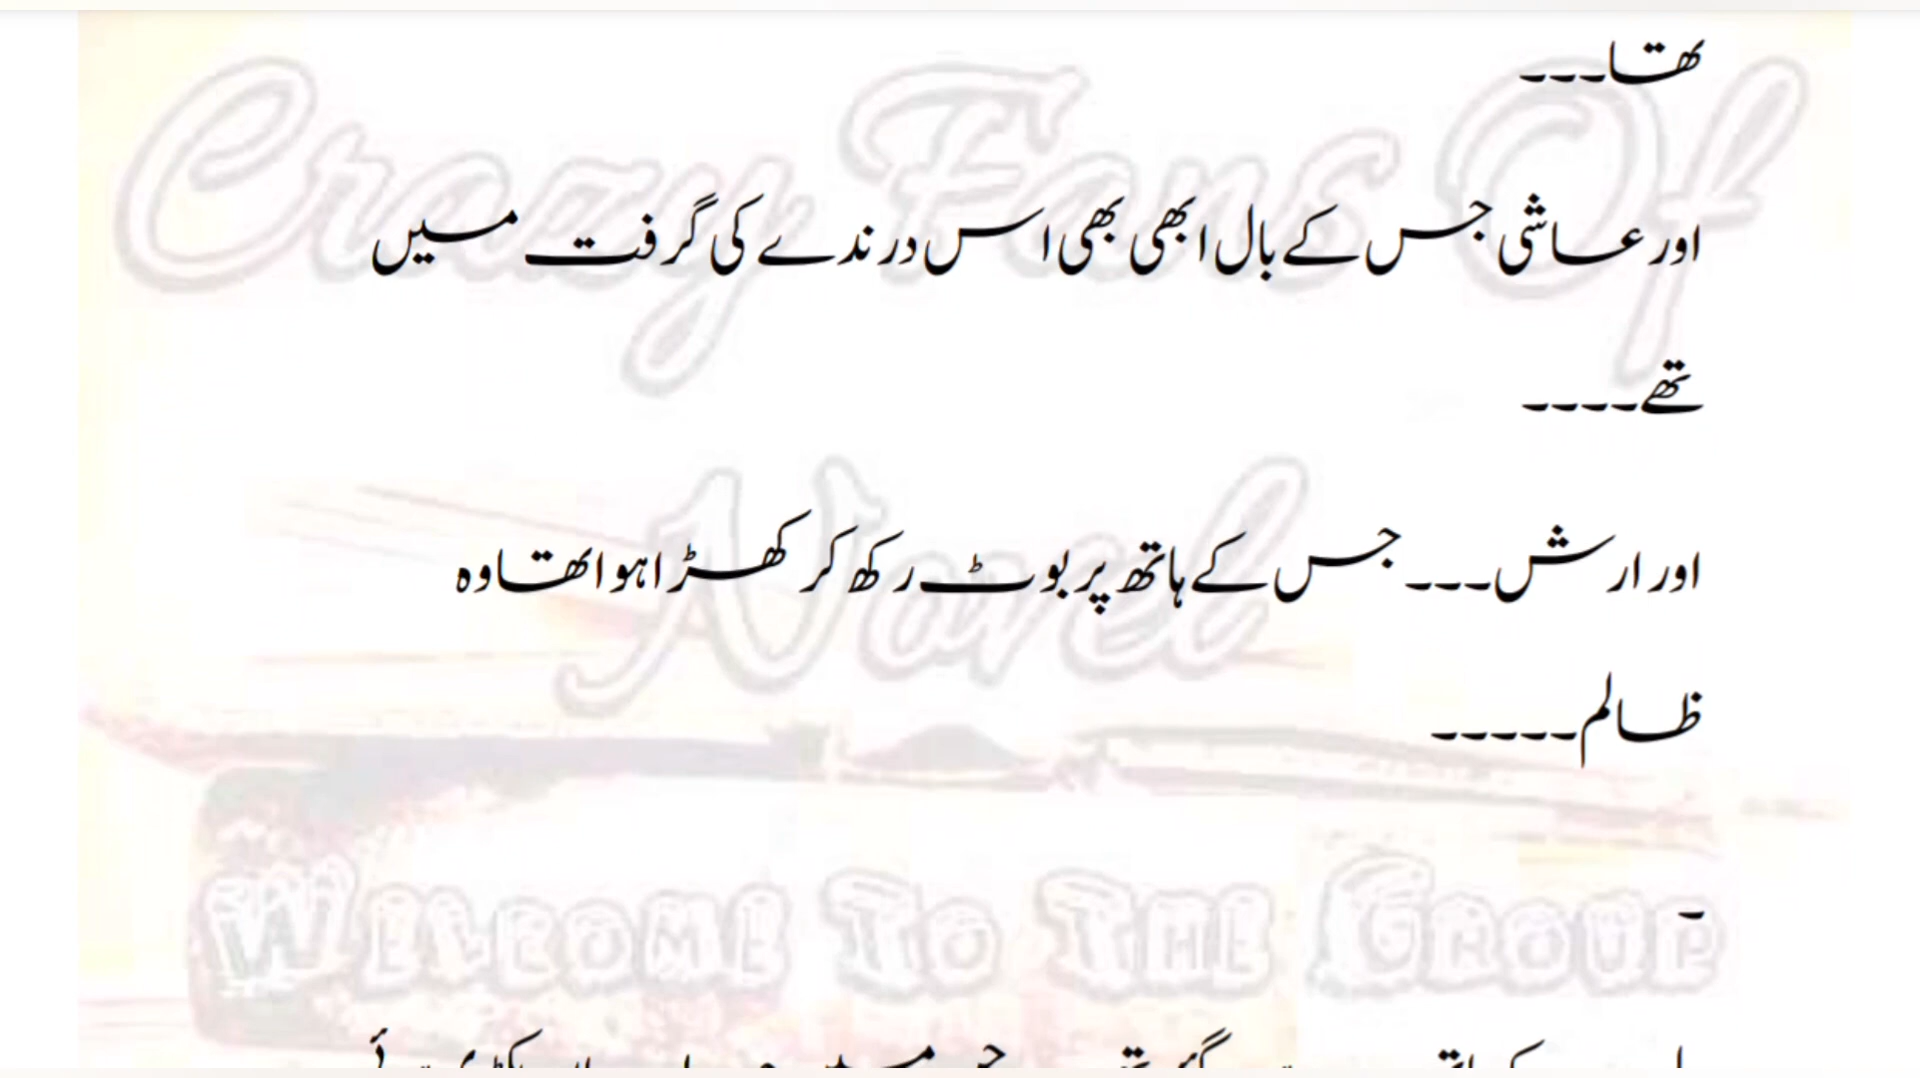 تھا۔۔۔
اور عاشی جس کے بال ابھی بھی اس درندے کی گرفت میں
تھے۔۔۔۔
اور ارش۔۔۔ جس کے ہاتھ پر بوٹ رکھ کر کھڑا ہوا تھا وہ
ظالم۔۔۔۔۔
۔
Crazy Fans Of
Novel
Welcome To The Group